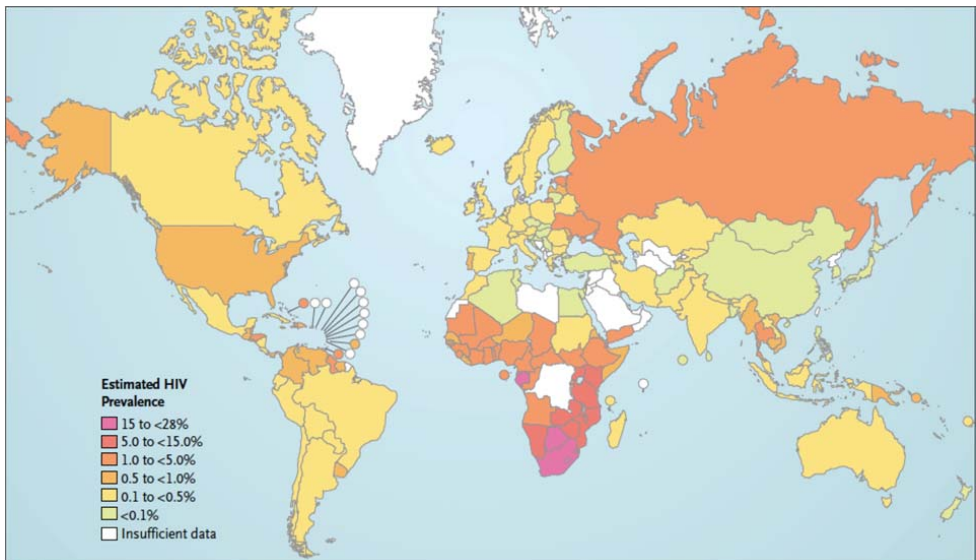 Estimated HIV
Prevalence
15 to <28%
5.0 to <15.0%
1.0 to <5.0%
0.5 to <1.0%
0.1 to <0.5%
<0.1%
Insufficient data